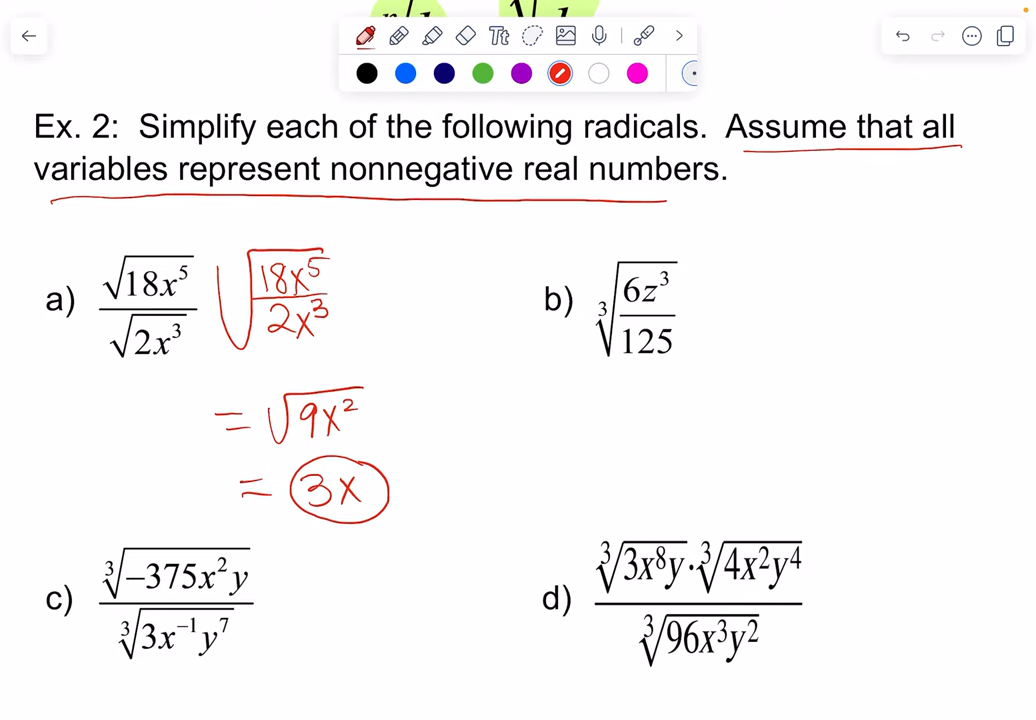 Tt
Ex. 2: Simplify each of the following radicals. Assume that all
variables represent nonnegative real numbers.
a) √18x⁵ / √2x³ √(18x⁵ / 2x³)
= √9x²
= 3x
b) ∛(6z³ / 125)
c) ∛−375x²y / ∛3x⁻¹y⁷
d) ∛3x⁸y · ∛4x²y⁴ / ∛96x³y²